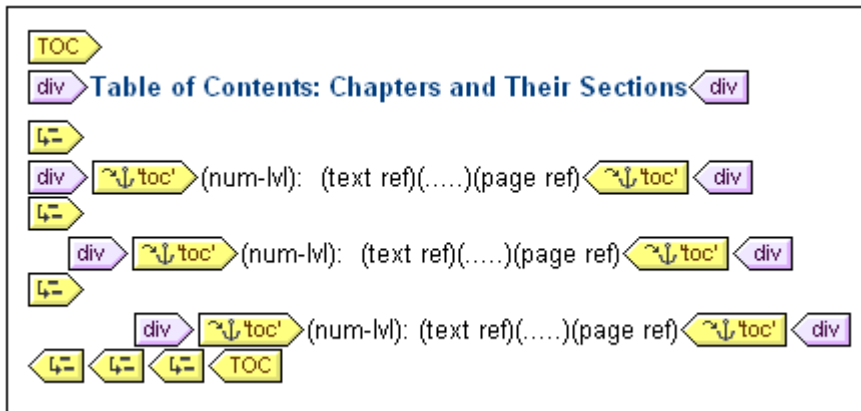 TOC
div Table of Contents: Chapters and Their Sections div
div 'toc' (num-lvl): (text ref)(.....)(page ref) 'toc' div
div 'toc' (num-lvl): (text ref)(.....)(page ref) 'toc' div
div 'toc' (num-lvl): (text ref)(.....)(page ref) 'toc' div
TOC